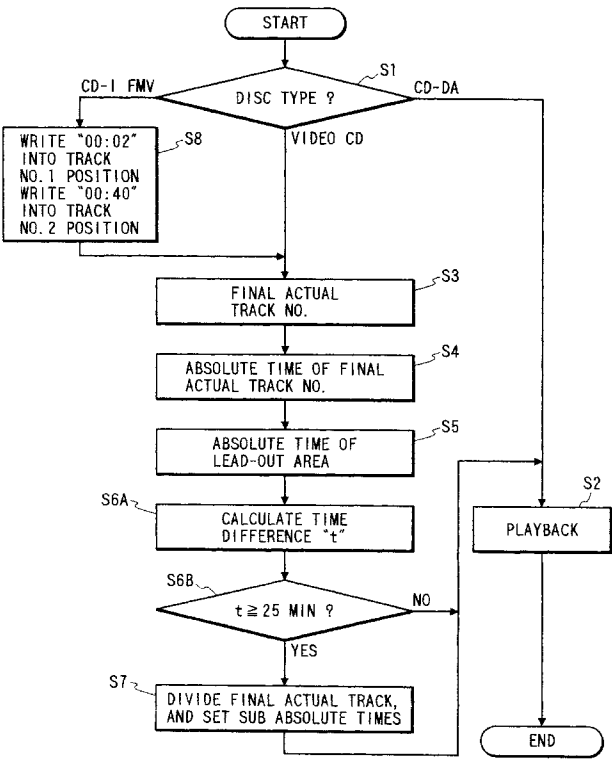 START
S1
CD-I FMV
DISC TYPE ?
CD-DA
VIDEO CD
S8
WRITE "00:02"
INTO TRACK
NO.1 POSITION
WRITE "00:40"
INTO TRACK
NO.2 POSITION
S3
FINAL ACTUAL
TRACK NO.
S4
ABSOLUTE TIME OF FINAL
ACTUAL TRACK NO.
S5
ABSOLUTE TIME OF
LEAD-OUT AREA
S6A
CALCULATE TIME
DIFFERENCE "t"
S2
PLAYBACK
S6B
t≧25 MIN ?
NO
YES
S7
DIVIDE FINAL ACTUAL TRACK,
AND SET SUB ABSOLUTE TIMES
END